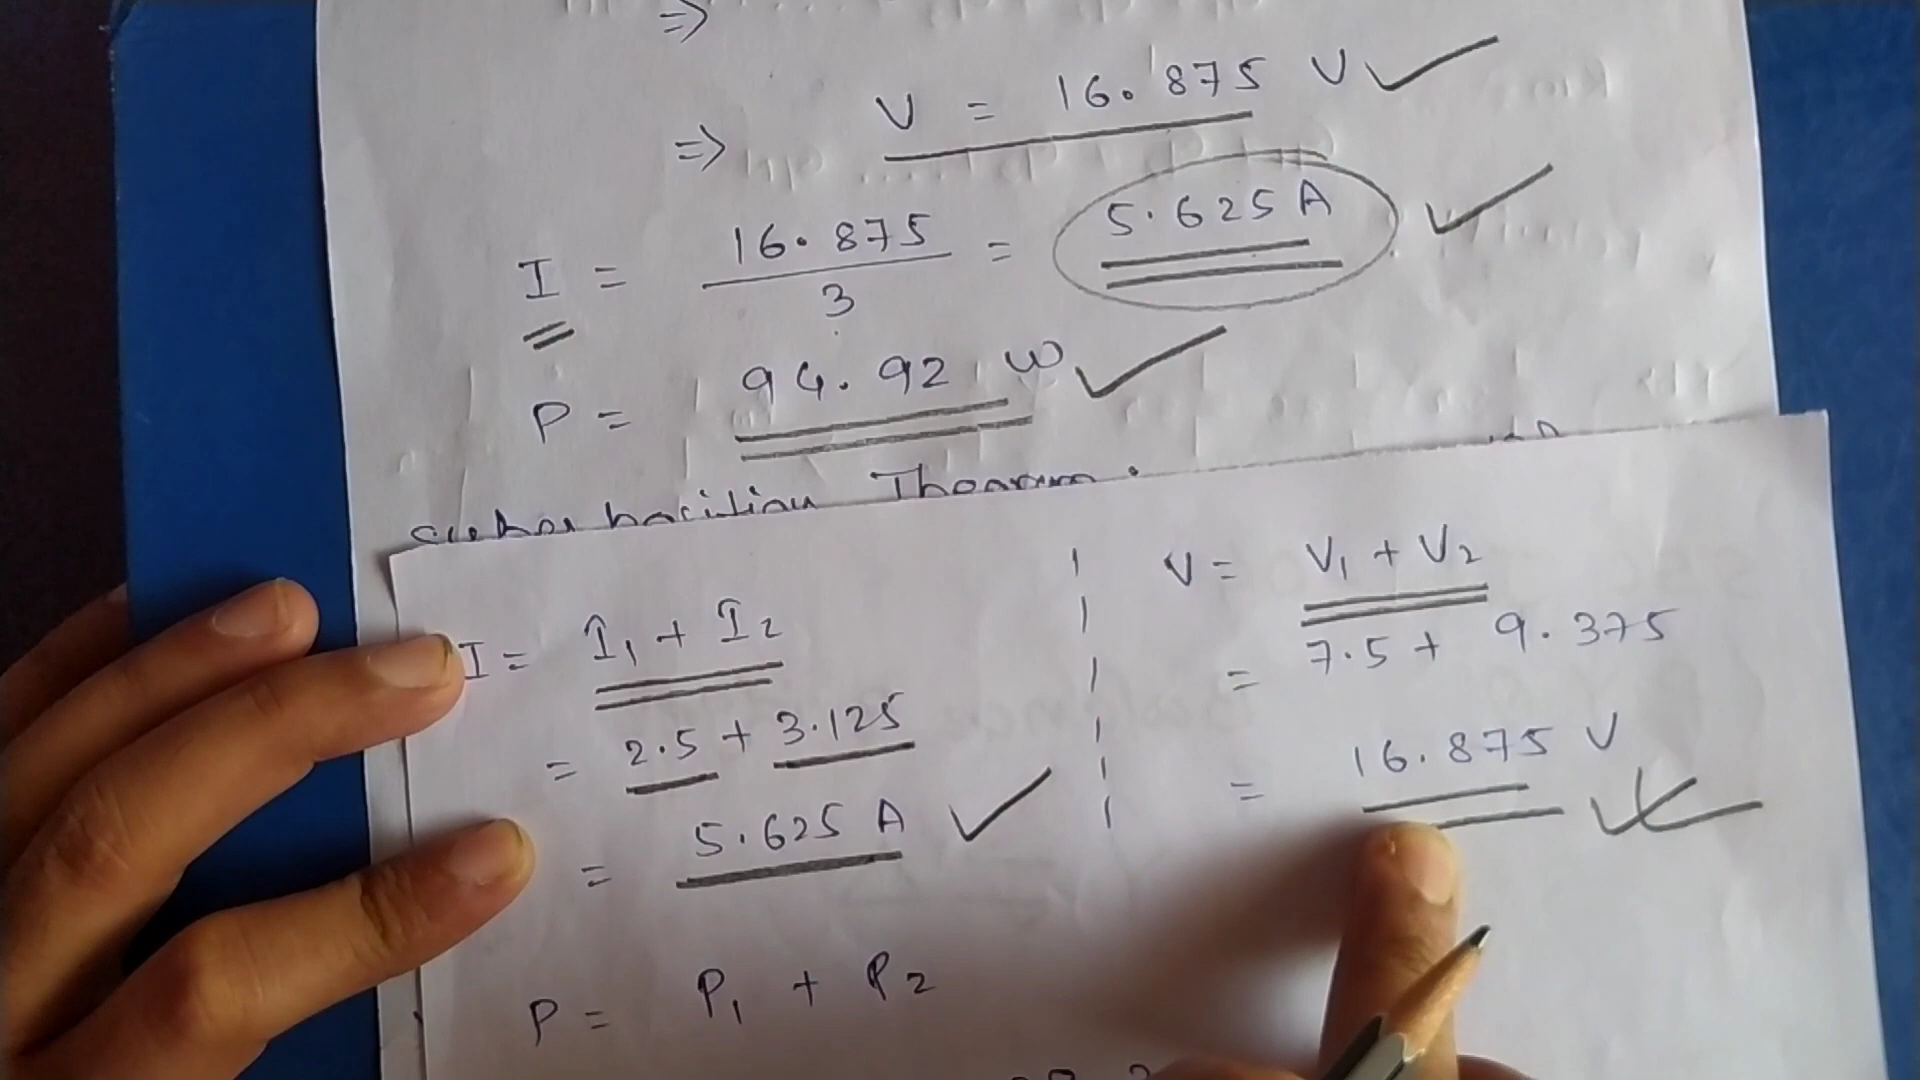 =>
=> V = 16.875 V ✓
I = 16.875 / 3 = 5.625 A ✓
P = 94.92 W ✓
I = I₁ + I₂
= 2.5 + 3.125
= 5.625 A ✓
P = P₁ + P₂
V = V₁ + V₂
= 7.5 + 9.375
= 16.875 V ✓